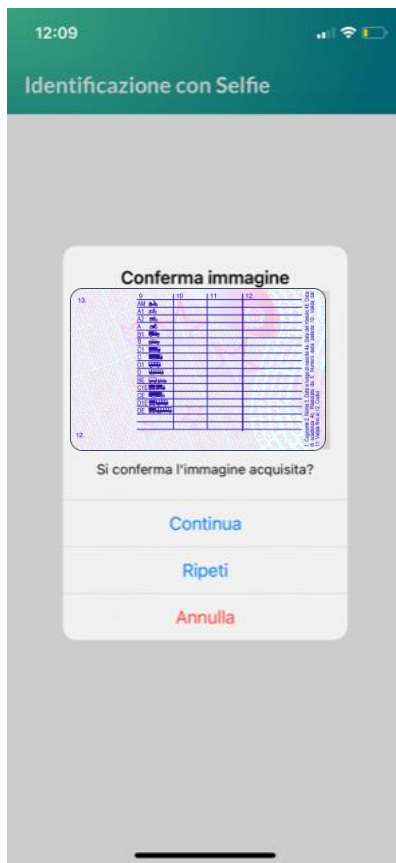 12:09
Identificazione con Selfie
Conferma immagine
13.
9 10 11 12.
AM
A1
A2
A
B1
B
C1
C
D1
D
BE
C1E
CE
D1E
DE
12.
Si conferma l'immagine acquisita?
Continua
Ripeti
Annulla